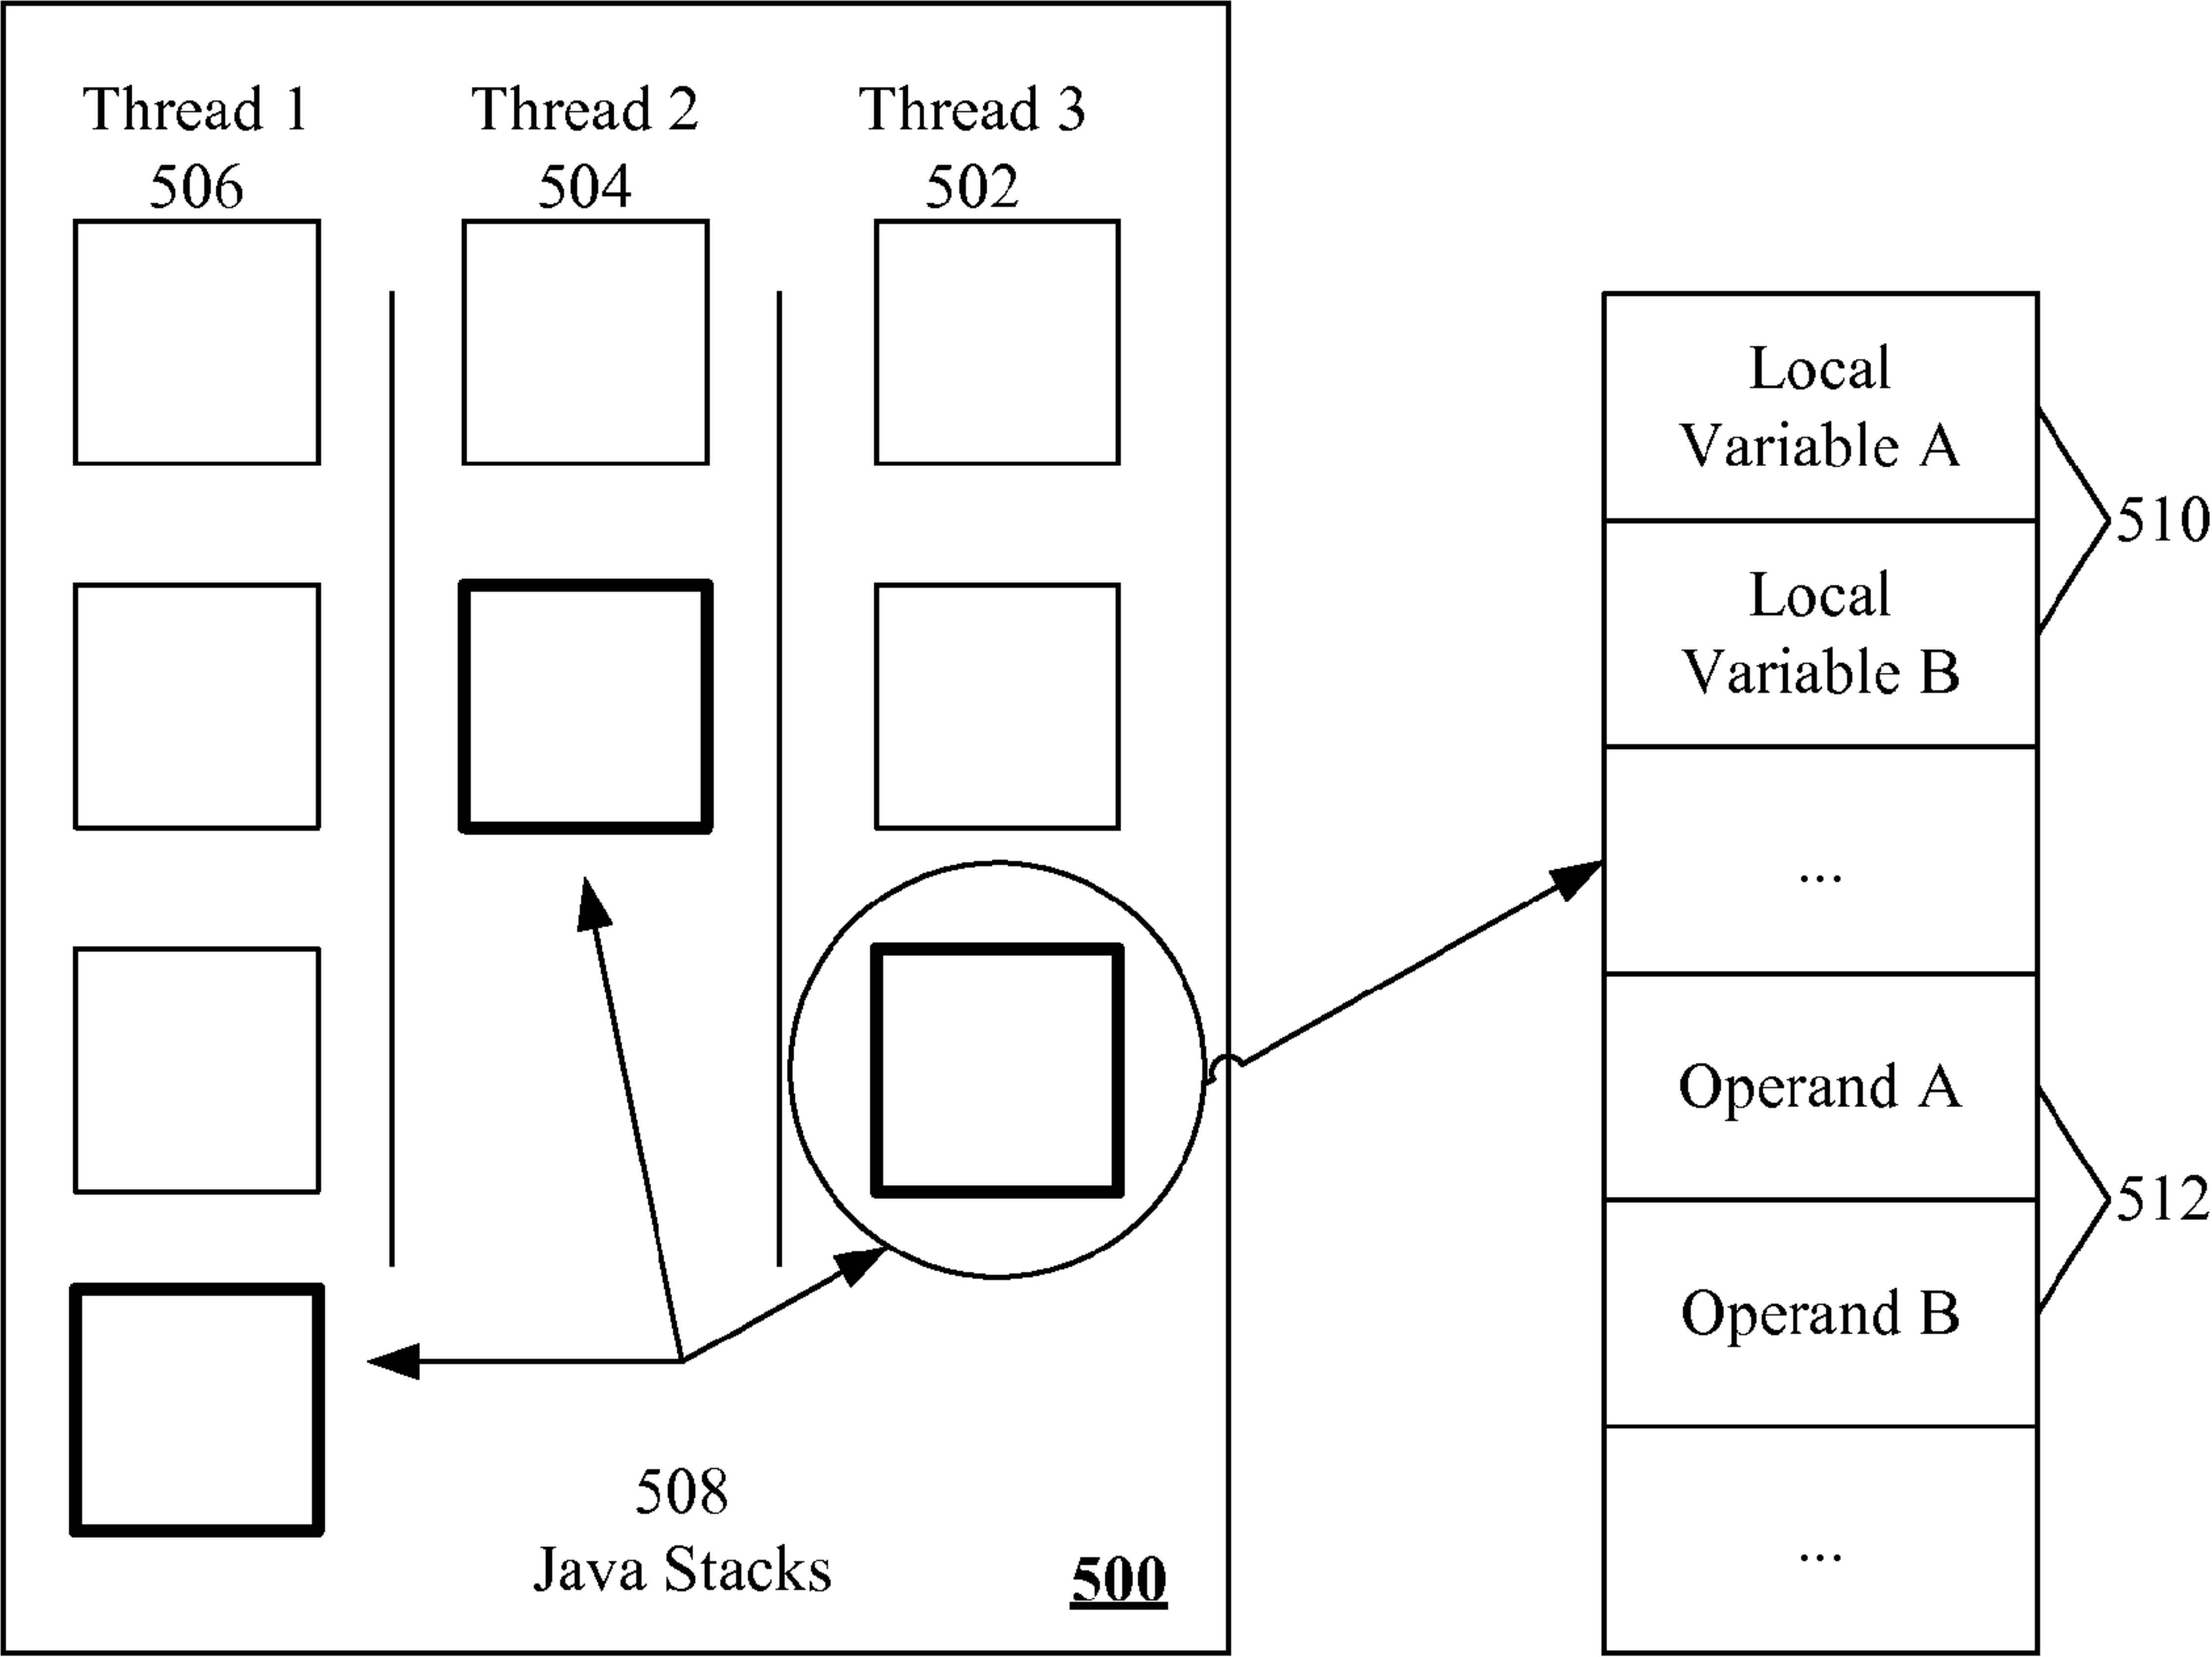 Thread 1
506
Thread 2
504
Thread 3
502
508
Java Stacks
500
Local
Variable A
Local
Variable B
...
Operand A
Operand B
...
510
512